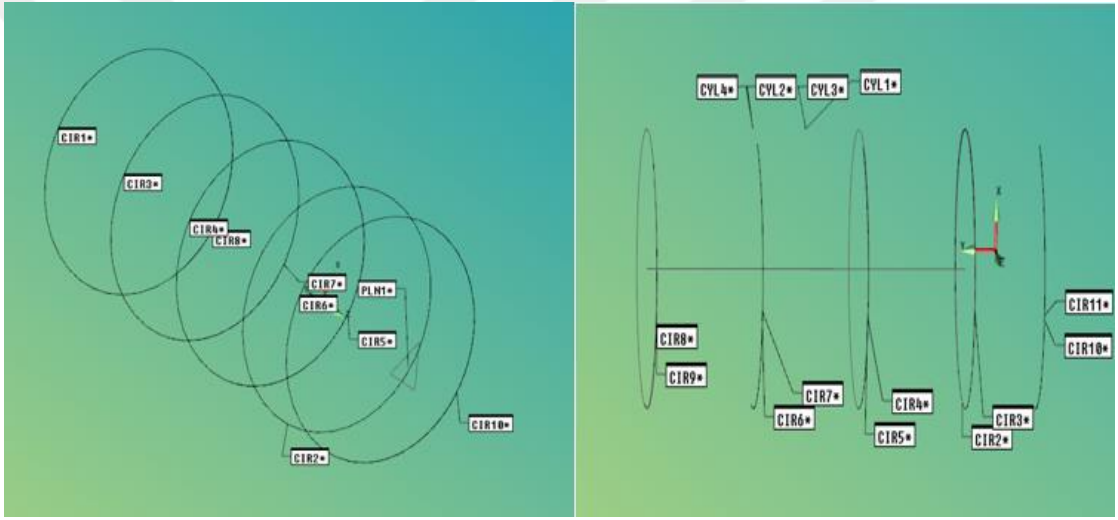 CIR1*
CIR3*
CIR4*
CIR8*
CIR7*
PLN1*
CIR6*
CIR5*
CIR10*
CIR2*
CYL4*
CYL2*
CYL3*
CYL1*
X
Y
CIR11*
CIR8*
CIR10*
CIR9*
CIR7*
CIR4*
CIR6*
CIR3*
CIR5*
CIR2*